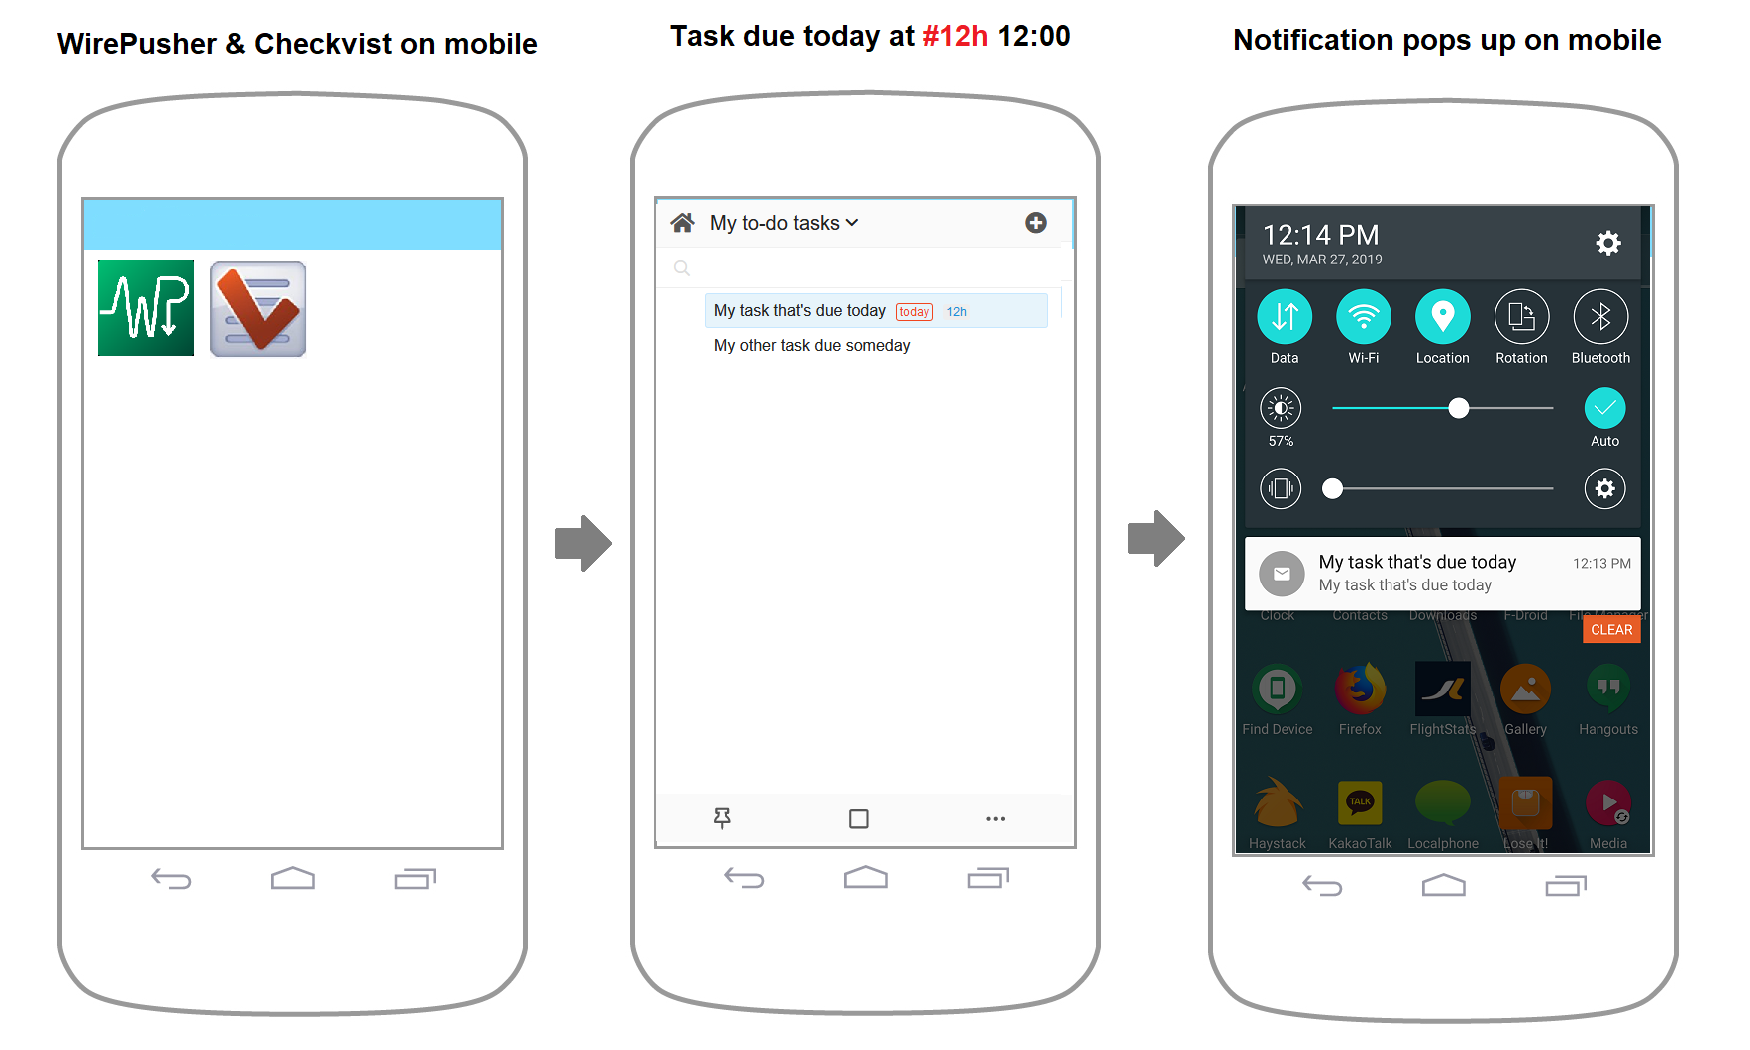 WirePusher & Checkvist on mobile
Task due today at #12h 12:00
Notification pops up on mobile
WP
My to-do tasks
My task that's due today today 12h
My other task due someday
12:14 PM
WED, MAR 27, 2019
Data Wi-Fi Location Rotation Bluetooth
57% Auto
My task that's due today 12:13 PM
My task that's due today
Clock Contacts Downloads F-Droid File Manager
CLEAR
Find Device Firefox FlightStats Gallery Hangouts
TALK
Haystack KakaoTalk Localphone Lose It! Media